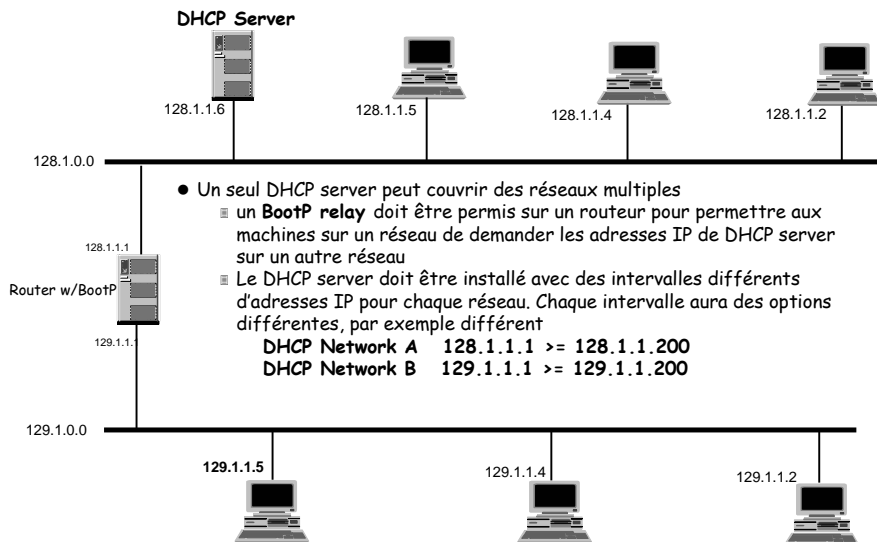 DHCP Server
128.1.1.6
128.1.1.5
128.1.1.4
128.1.1.2
128.1.0.0
● Un seul DHCP server peut couvrir des réseaux multiples
un BootP relay doit être permis sur un routeur pour permettre aux
machines sur un réseau de demander les adresses IP de DHCP server
sur un autre réseau
Le DHCP server doit être installé avec des intervalles différents
d'adresses IP pour chaque réseau. Chaque intervalle aura des options
différentes, par exemple différent
DHCP Network A 128.1.1.1 >= 128.1.1.200
DHCP Network B 129.1.1.1 >= 129.1.1.200
128.1.1.1
Router w/BootP
129.1.1.1
129.1.0.0
129.1.1.5
129.1.1.4
129.1.1.2